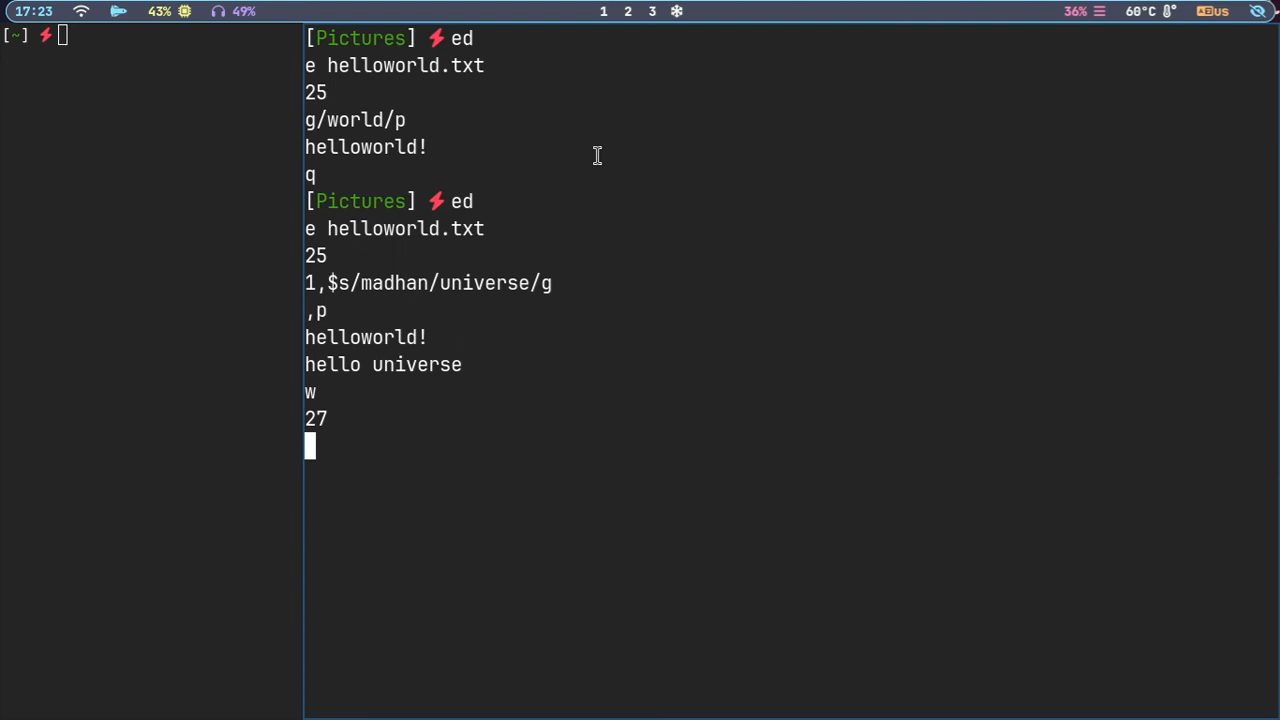 17:23 43% 49% 1 2 3 36% 60°C US
[~]
[Pictures] ed
e helloworld.txt
25
g/world/p
helloworld!
q
[Pictures] ed
e helloworld.txt
25
1,$s/madhan/universe/g
,p
helloworld!
hello universe
w
27